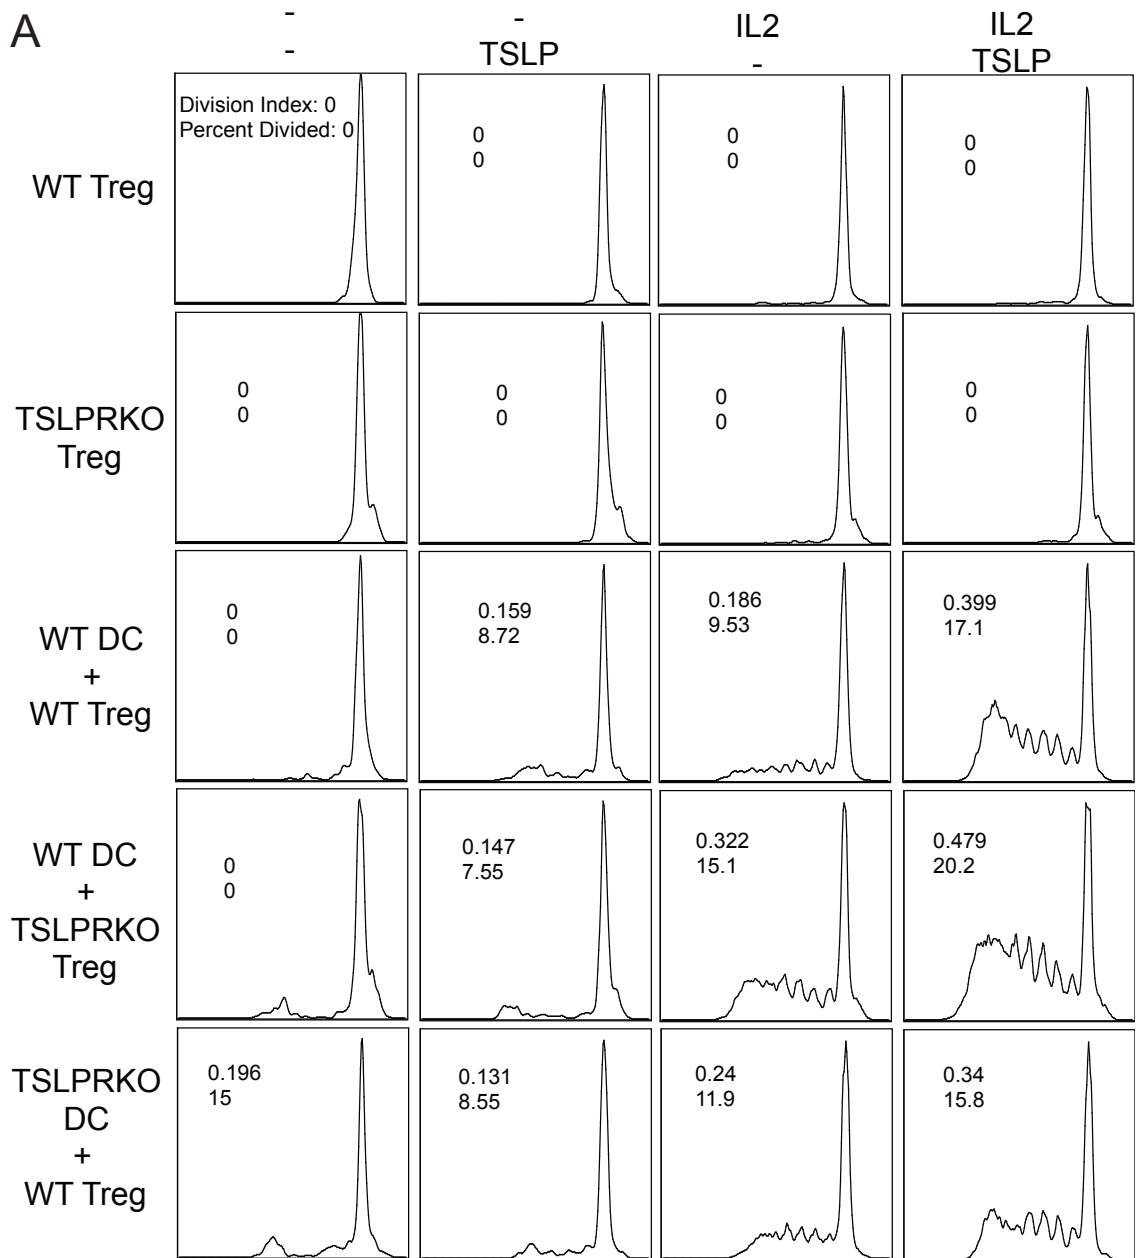 A
- - IL2 IL2
- TSLP - TSLP
WT Treg
Division Index: 0
Percent Divided: 0
0
0
0
0
0
0
TSLPRKO
Treg
0
0
0
0
0
0
0
0
WT DC
+
WT Treg
0
0
0.159
8.72
0.186
9.53
0.399
17.1
WT DC
+
TSLPRKO
Treg
0
0
0.147
7.55
0.322
15.1
0.479
20.2
TSLPRKO
DC
+
WT Treg
0.196
15
0.131
8.55
0.24
11.9
0.34
15.8